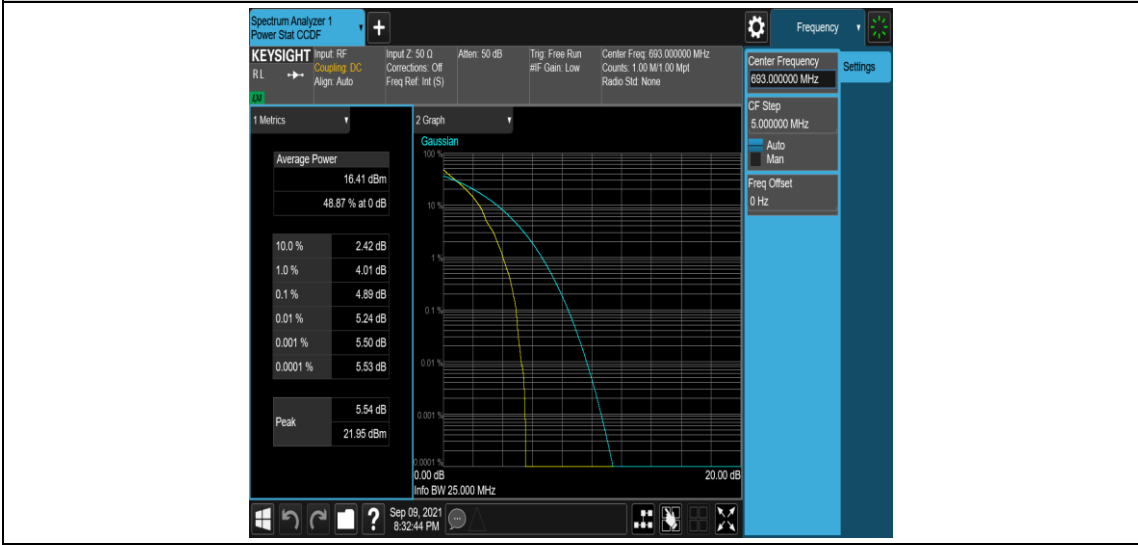 Spectrum Analyzer 1
Power Stat CCDF
+
Frequency
KEYSIGHT
RL
LM
Input: RF
Coupling: DC
Align: Auto
Input Z: 50 Ω
Corrections: Off
Freq Ref: Int (S)
Atten: 50 dB
Trig: Free Run
#IF Gain: Low
Center Freq: 693.000000 MHz
Counts: 1.00 M/1.00 Mpt
Radio Std: None
Center Frequency
693.000000 MHz
Settings
CF Step
5.000000 MHz
Auto
Man
Freq Offset
0 Hz
1 Metrics
Average Power
16.41 dBm
48.87 % at 0 dB
10.0 % 2.42 dB
1.0 % 4.01 dB
0.1 % 4.89 dB
0.01 % 5.24 dB
0.001 % 5.50 dB
0.0001 % 5.53 dB
Peak
5.54 dB
21.95 dBm
2 Graph
Gaussian
100 %
10 %
1 %
0.1 %
0.01 %
0.001 %
0.0001 %
0.00 dB 20.00 dB
Info BW 25.000 MHz
?
Sep 09, 2021
8:32:44 PM